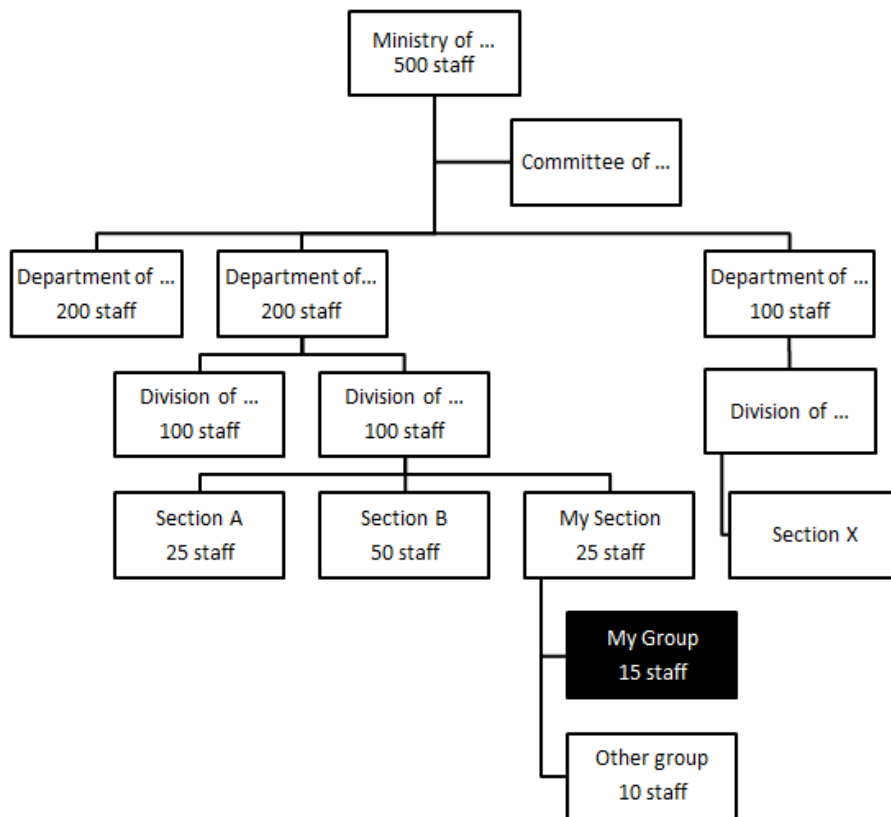 Ministry of ...
500 staff
Committee of ...
Department of ...
200 staff
Department of...
200 staff
Department of ...
100 staff
Division of ...
100 staff
Division of ...
100 staff
Division of ...
Section A
25 staff
Section B
50 staff
My Section
25 staff
Section X
My Group
15 staff
Other group
10 staff